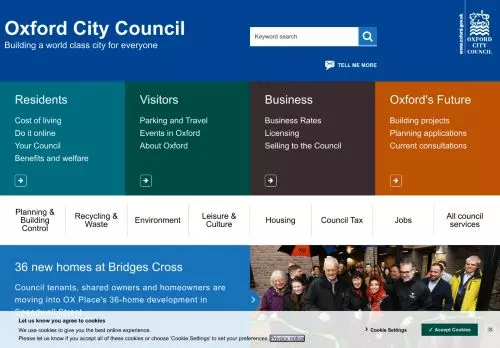 Oxford City Council
Building a world class city for everyone
Keyword search
TELL ME MORE
www.oxford.gov.uk
OXFORD
CITY
COUNCIL
Residents
Cost of living
Do it online
Your Council
Benefits and welfare
Visitors
Parking and Travel
Events in Oxford
About Oxford
Business
Business Rates
Licensing
Selling to the Council
Oxford's Future
Building projects
Planning applications
Current consultations
Planning &
Building
Control
Recycling &
Waste
Environment
Leisure &
Culture
Housing
Council Tax
Jobs
All council
services
36 new homes at Bridges Cross
Council tenants, shared owners and homeowners are
moving into OX Place's 36-home development in
Let us know you agree to cookies
We use cookies to give you the best online experience.
Please let us know if you accept all of these cookies or choose 'Cookie Settings' to set your preferences. Privacy notice
Cookie Settings
✓ Accept Cookies